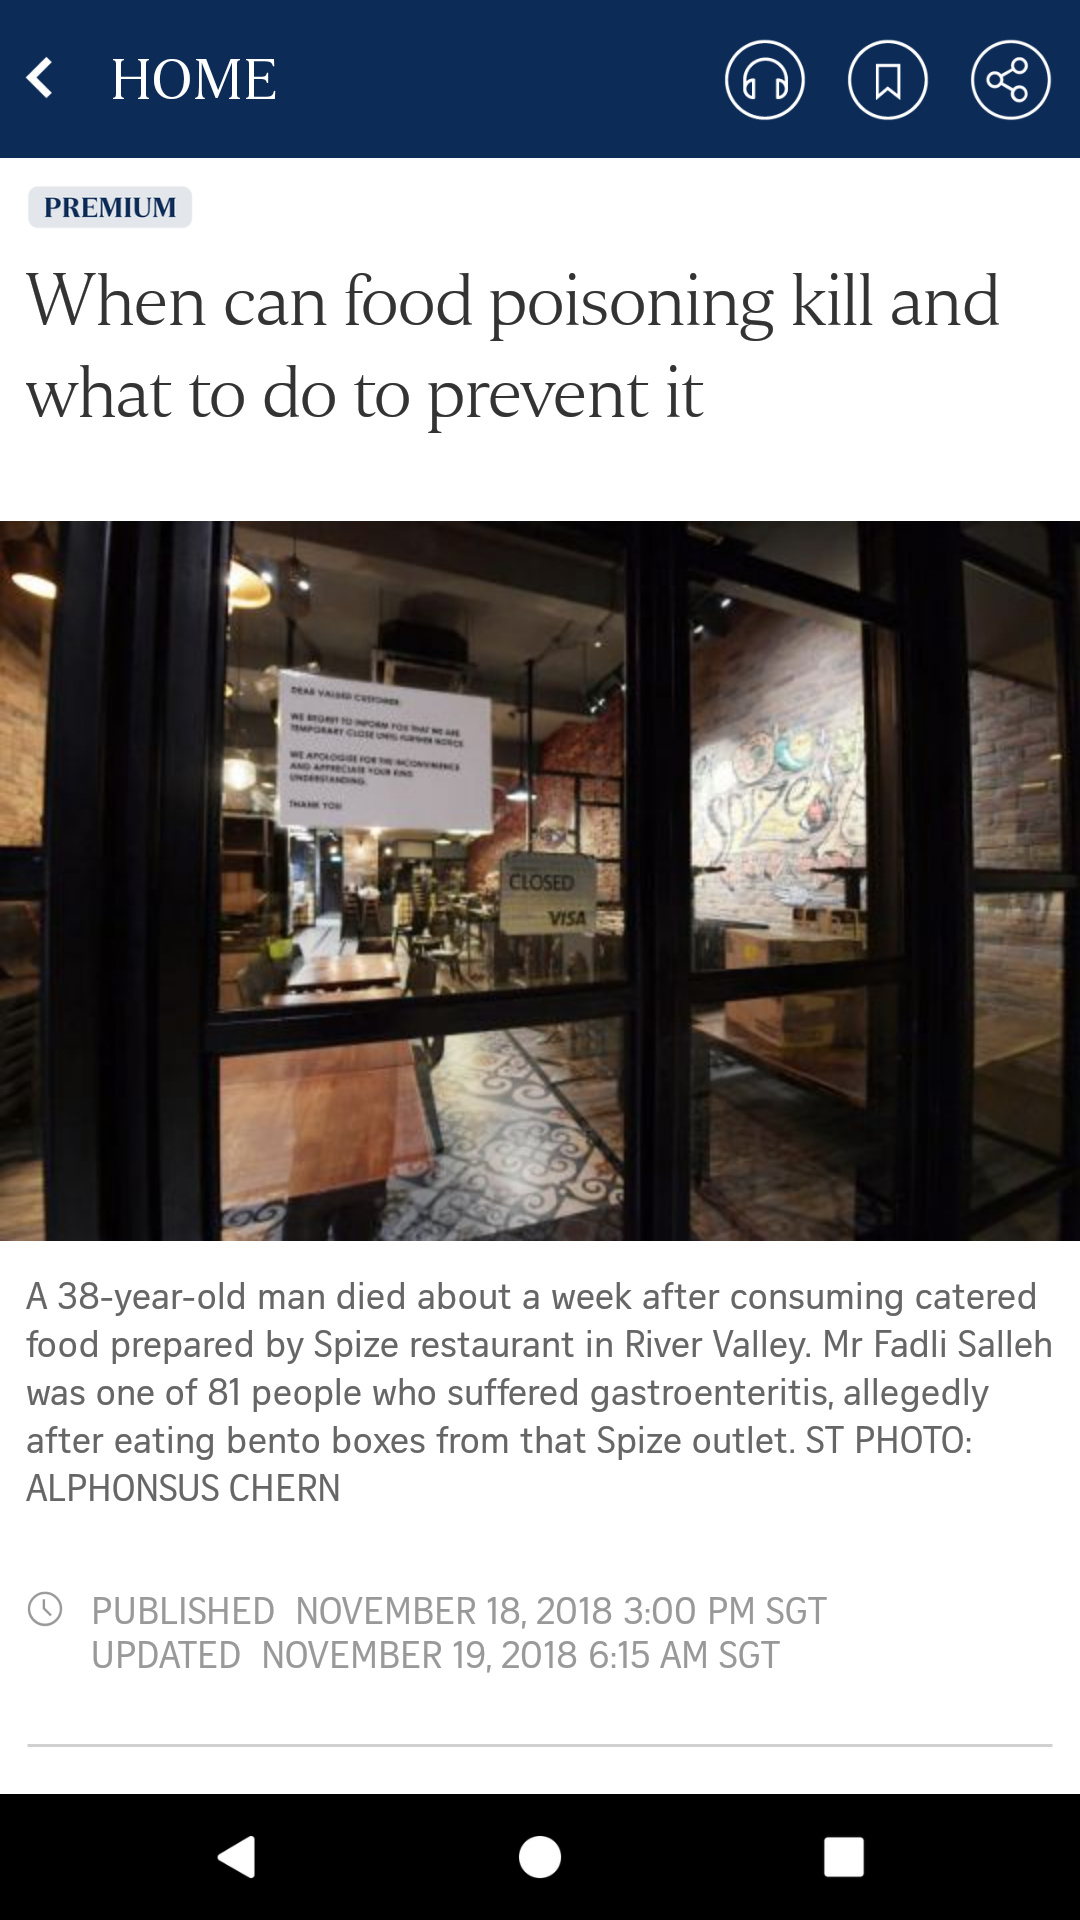 HOME
PREMIUM
When can food poisoning kill and
what to do to prevent it
DEAR VALUED CUSTOMER,
WE REGRET TO INFORM YOU THAT WE ARE
TEMPORARY CLOSE UNTIL FURTHER NOTICE
WE APOLOGISE FOR THE INCONVENIENCE
AND APPRECIATE YOUR KIND
UNDERSTANDING.
THANK YOU
CLOSED
VISA
SPIZE
A 38-year-old man died about a week after consuming catered
food prepared by Spize restaurant in River Valley. Mr Fadli Salleh
was one of 81 people who suffered gastroenteritis, allegedly
after eating bento boxes from that Spize outlet. ST PHOTO:
ALPHONSUS CHERN
PUBLISHED NOVEMBER 18, 2018 3:00 PM SGT
UPDATED NOVEMBER 19, 2018 6:15 AM SGT